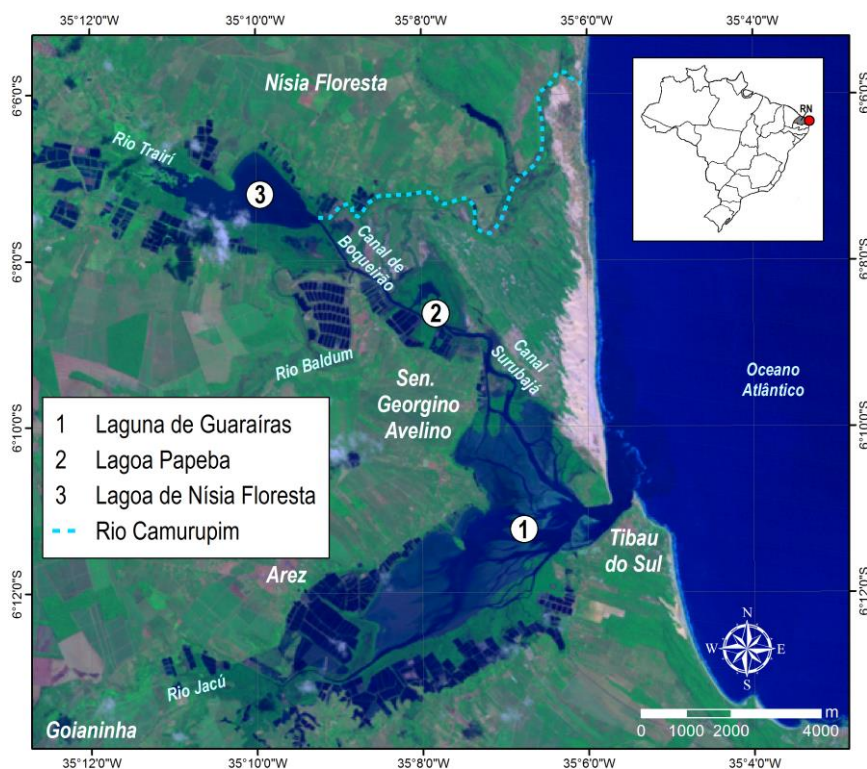 35°12'0"W
35°10'0"W
35°8'0"W
35°6'0"W
35°4'0"W
6°6'0"S
6°6'0"S
Nísia Floresta
RN
Rio Trairí
3
6°8'0"S
6°8'0"S
Canal de
Boqueirão
2
Rio Baldum
Canal
Surubajá
Sen.
Georgino
Avelino
Oceano
Atlântico
6°10'0"S
6°10'0"S
1 Laguna de Guaraíras
2 Lagoa Papeba
3 Lagoa de Nísia Floresta
Rio Camurupim
1
Tibau
do Sul
Arez
6°12'0"S
6°12'0"S
N
W
E
S
Rio Jacú
Goianinha
m
0 1000 2000 4000
35°12'0"W
35°10'0"W
35°8'0"W
35°6'0"W
35°4'0"W